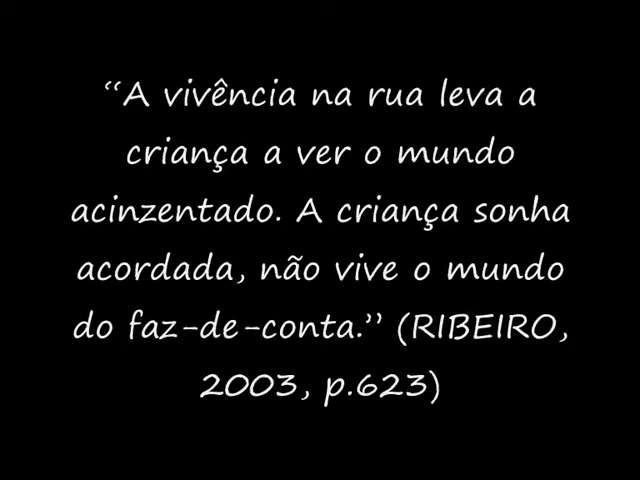 “A vivência na rua leva a
criança a ver o mundo
acinzentado. A criança sonha
acordada, não vive o mundo
do faz-de-conta.” (RIBEIRO,
2003, p.623)